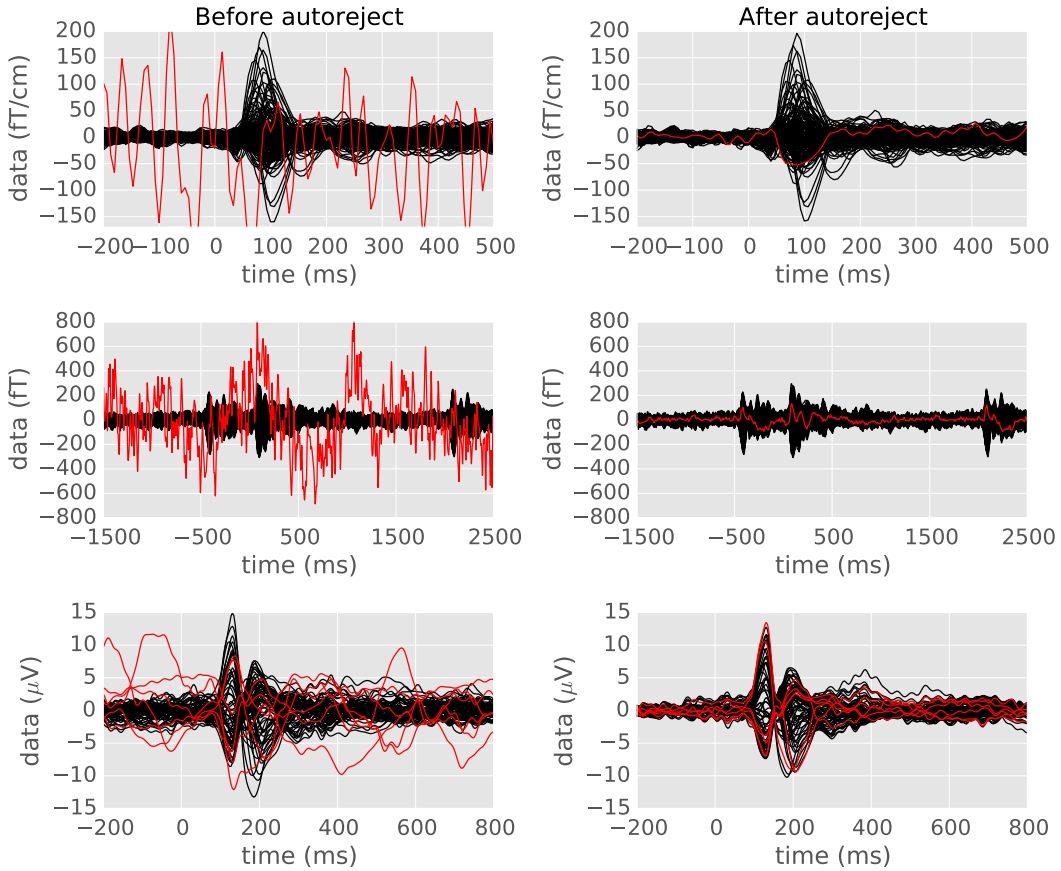 Before autoreject
After autoreject
data (fT/cm)
200
150
100
50
0
−50
−100
−150
−200 −100 0 100 200 300 400 500
time (ms)
data (fT/cm)
200
150
100
50
0
−50
−100
−150
−200 −100 0 100 200 300 400 500
time (ms)
data (fT)
800
600
400
200
0
−200
−400
−600
−800
−1500 −500 500 1500 2500
time (ms)
data (fT)
800
600
400
200
0
−200
−400
−600
−800
−1500 −500 500 1500 2500
time (ms)
data (μV)
15
10
5
0
−5
−10
−15
−200 0 200 400 600 800
time (ms)
data (μV)
15
10
5
0
−5
−10
−15
−200 0 200 400 600 800
time (ms)